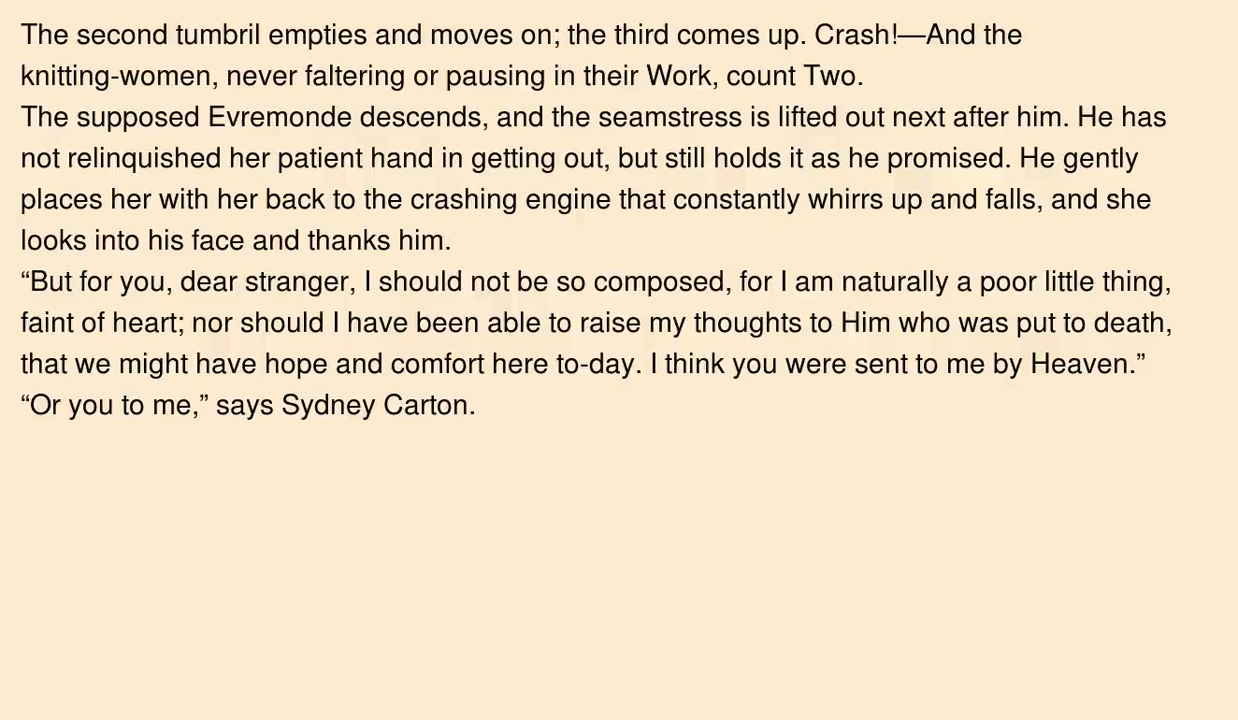 The second tumbril empties and moves on; the third comes up. Crash!—And the
knitting-women, never faltering or pausing in their Work, count Two.
The supposed Evremonde descends, and the seamstress is lifted out next after him. He has
not relinquished her patient hand in getting out, but still holds it as he promised. He gently
places her with her back to the crashing engine that constantly whirrs up and falls, and she
looks into his face and thanks him.
“But for you, dear stranger, I should not be so composed, for I am naturally a poor little thing,
faint of heart; nor should I have been able to raise my thoughts to Him who was put to death,
that we might have hope and comfort here to-day. I think you were sent to me by Heaven.”
“Or you to me,” says Sydney Carton.